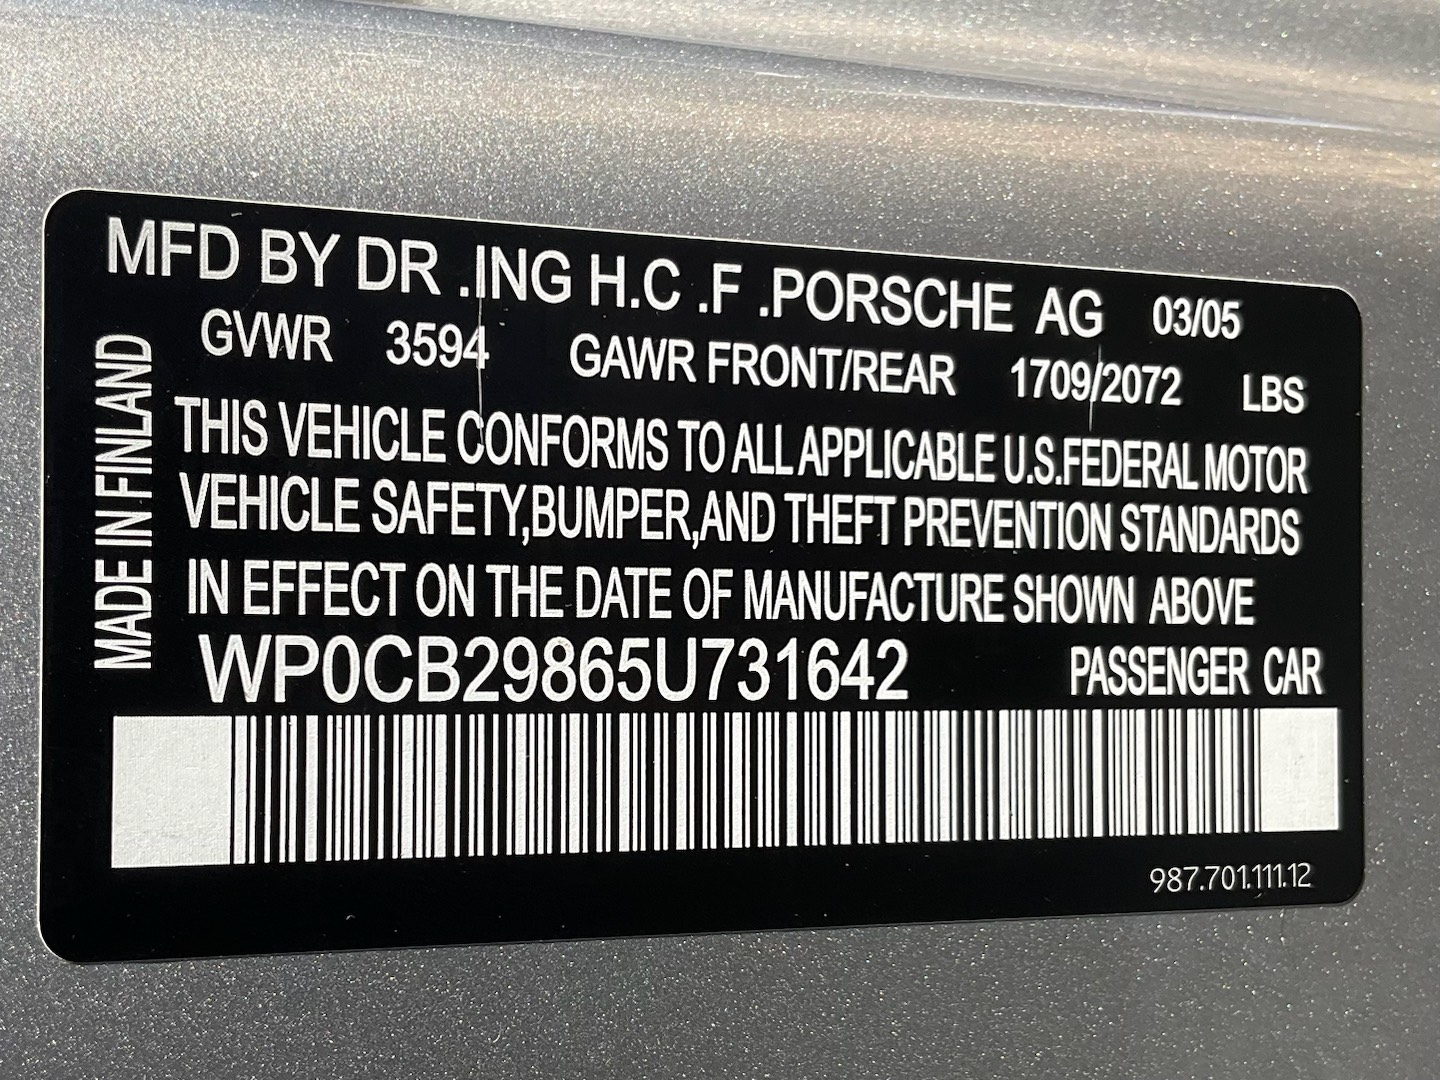 MFD BY DR .ING H.C .F .PORSCHE AG 03/05
GVWR 3594 GAWR FRONT/REAR 1709/2072 LBS
MADE IN FINLAND
THIS VEHICLE CONFORMS TO ALL APPLICABLE U.S.FEDERAL MOTOR
VEHICLE SAFETY,BUMPER,AND THEFT PREVENTION STANDARDS
IN EFFECT ON THE DATE OF MANUFACTURE SHOWN ABOVE
WP0CB29865U731642 PASSENGER CAR
987.701.111.12